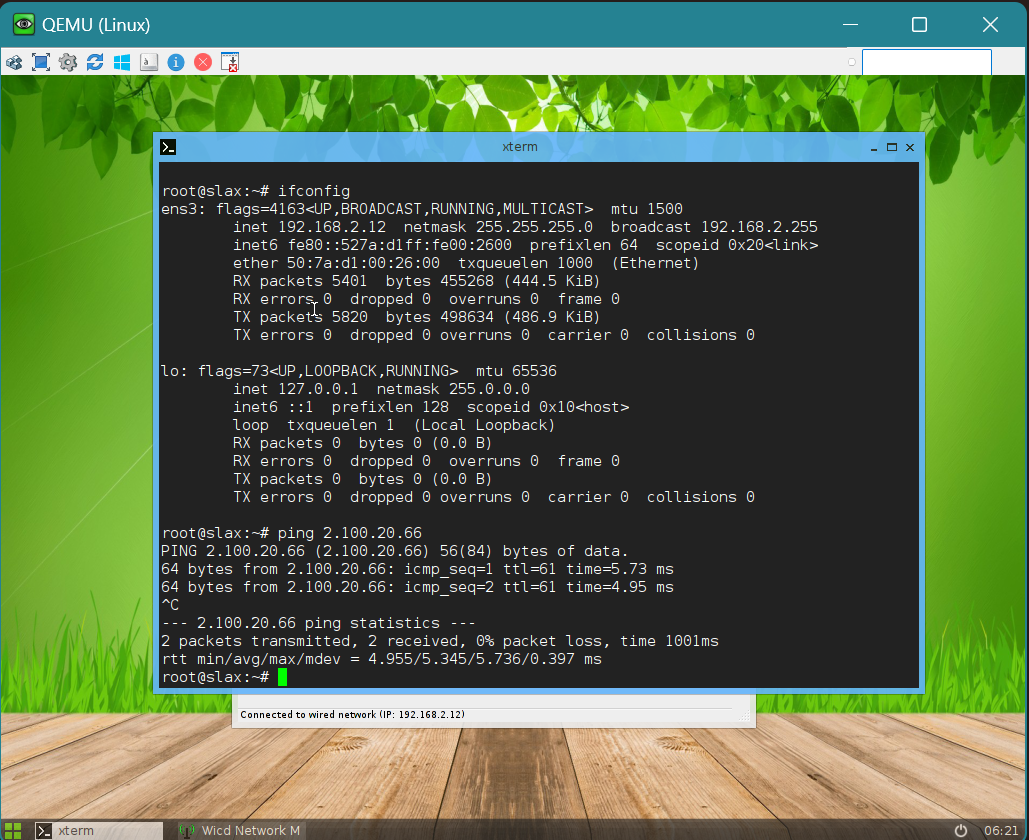 QEMU (Linux)
xterm
root@slax:~# ifconfig
ens3: flags=4163<UP,BROADCAST,RUNNING,MULTICAST>  mtu 1500
        inet 192.168.2.12  netmask 255.255.255.0  broadcast 192.168.2.255
        inet6 fe80::527a:d1ff:fe00:2600  prefixlen 64  scopeid 0x20<link>
        ether 50:7a:d1:00:26:00  txqueuelen 1000  (Ethernet)
        RX packets 5401  bytes 455268 (444.5 KiB)
        RX errors 0  dropped 0  overruns 0  frame 0
        TX packets 5820  bytes 498634 (486.9 KiB)
        TX errors 0  dropped 0 overruns 0  carrier 0  collisions 0
lo: flags=73<UP,LOOPBACK,RUNNING>  mtu 65536
        inet 127.0.0.1  netmask 255.0.0.0
        inet6 ::1  prefixlen 128  scopeid 0x10<host>
        loop  txqueuelen 1  (Local Loopback)
        RX packets 0  bytes 0 (0.0 B)
        RX errors 0  dropped 0  overruns 0  frame 0
        TX packets 0  bytes 0 (0.0 B)
        TX errors 0  dropped 0 overruns 0  carrier 0  collisions 0
root@slax:~# ping 2.100.20.66
PING 2.100.20.66 (2.100.20.66) 56(84) bytes of data.
64 bytes from 2.100.20.66: icmp_seq=1 ttl=61 time=5.73 ms
64 bytes from 2.100.20.66: icmp_seq=2 ttl=61 time=4.95 ms
^C
--- 2.100.20.66 ping statistics ---
2 packets transmitted, 2 received, 0% packet loss, time 1001ms
rtt min/avg/max/mdev = 4.955/5.345/5.736/0.397 ms
root@slax:~#
Connected to wired network (IP: 192.168.2.12)
xterm
Wicd Network M
06:21